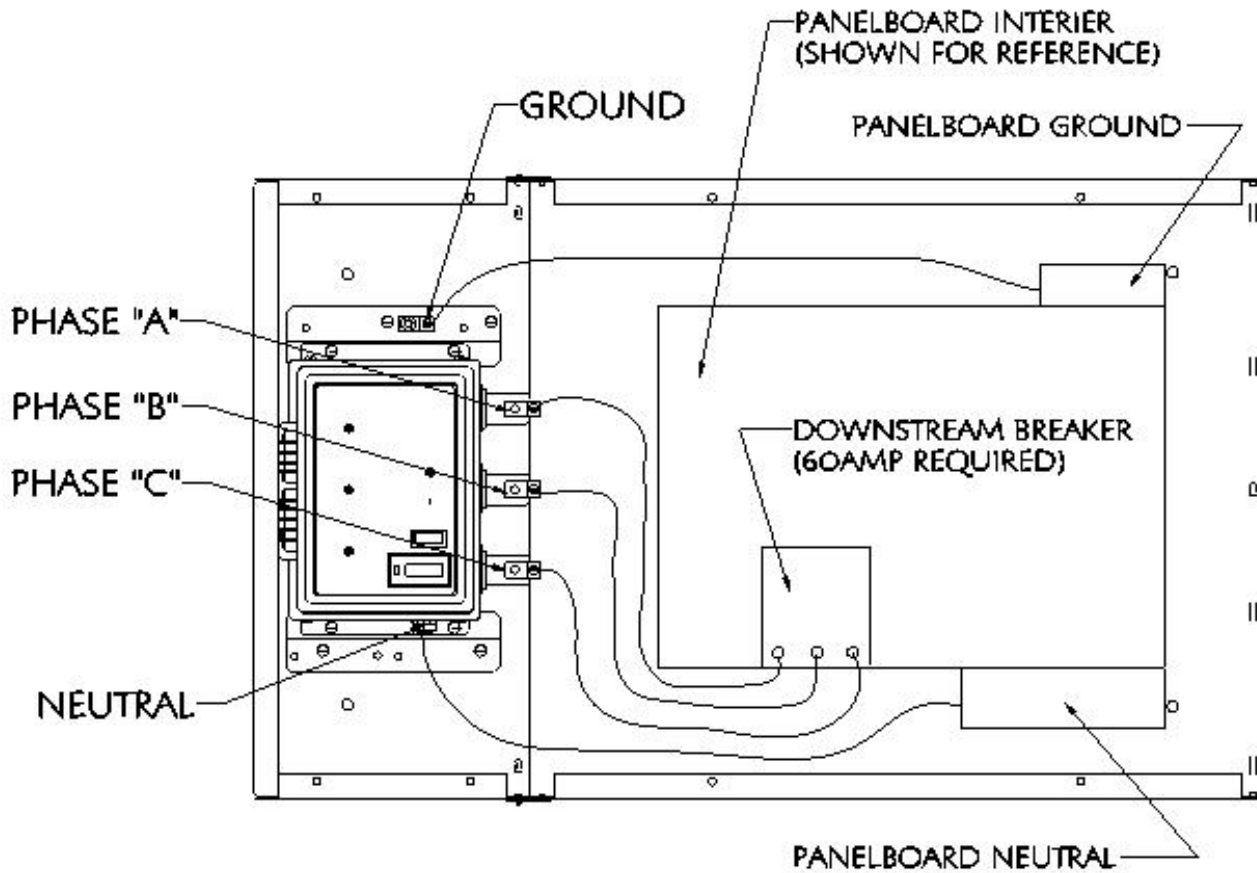 PANELBOARD INTERIER
(SHOWN FOR REFERENCE)
GROUND
PANELBOARD GROUND
PHASE "A"
PHASE "B"
PHASE "C"
DOWNSTREAM BREAKER
(60AMP REQUIRED)
NEUTRAL
PANELBOARD NEUTRAL